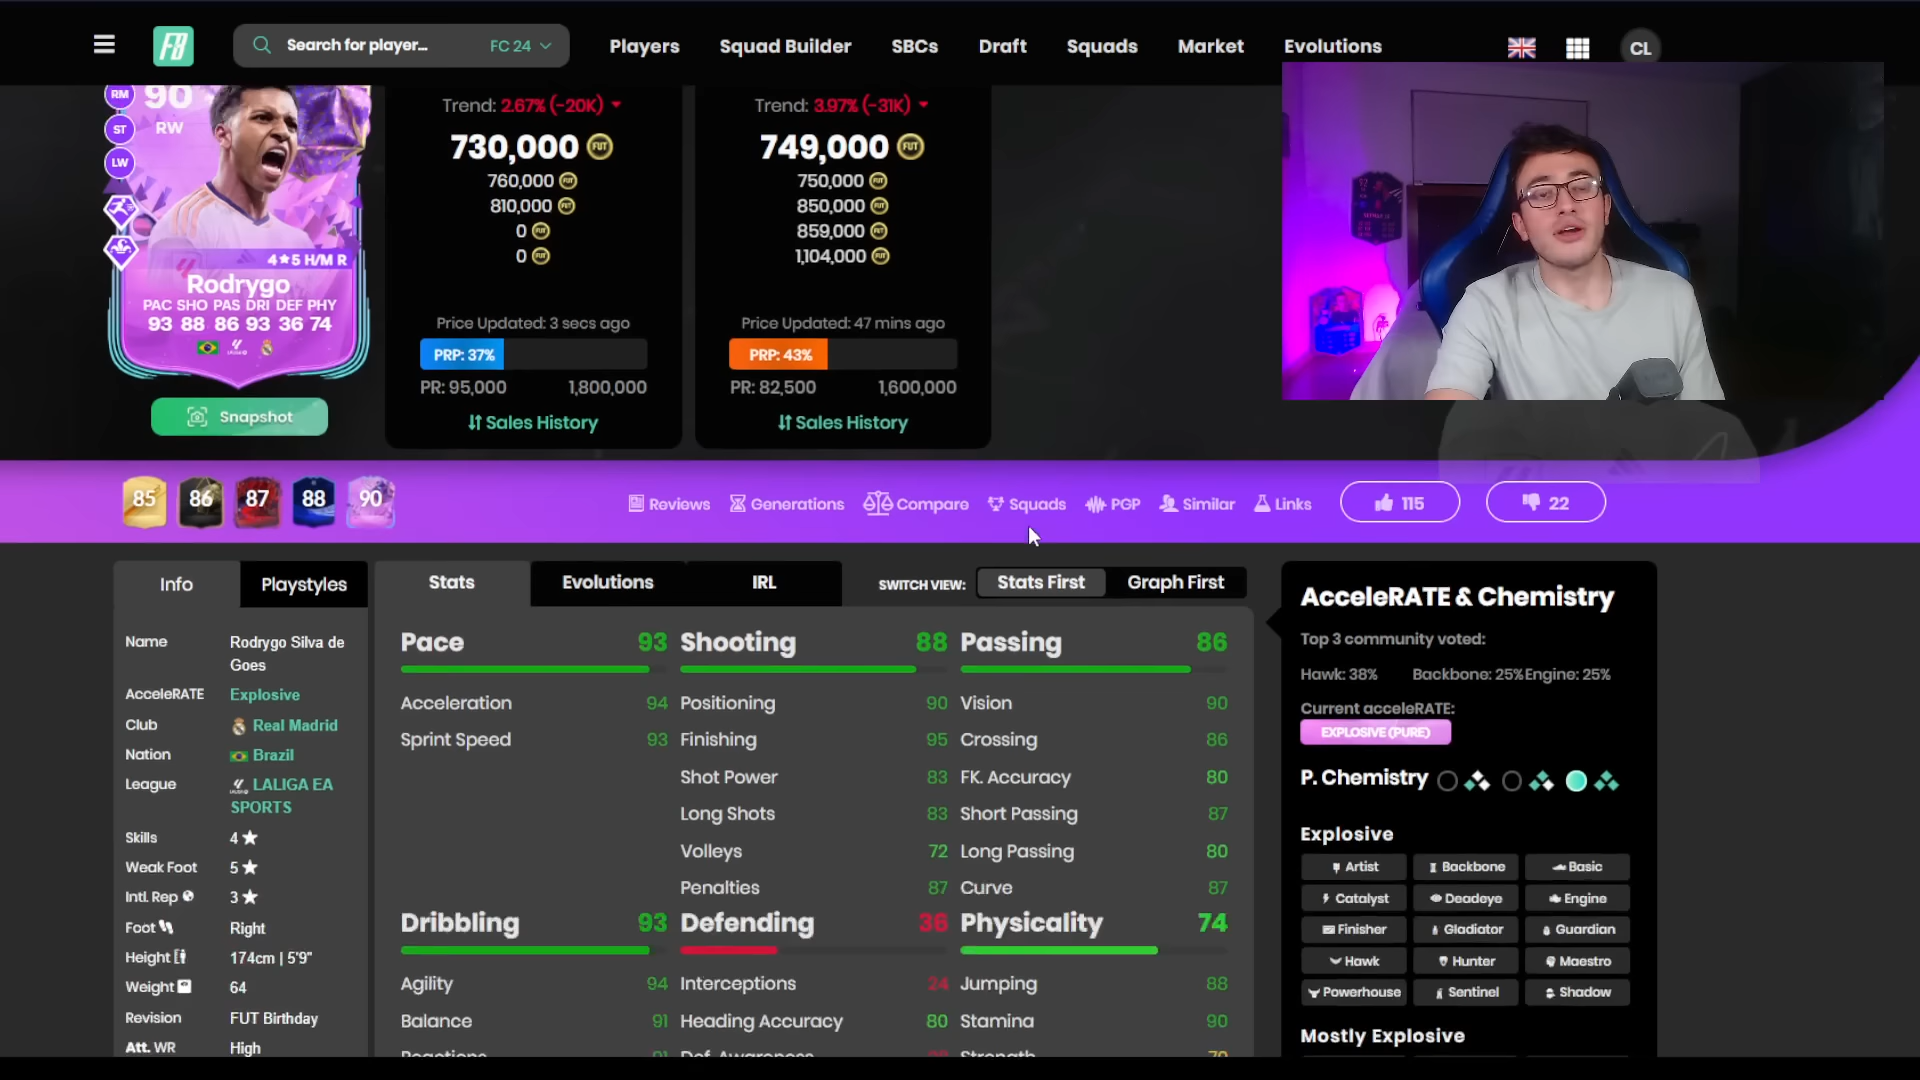 Search for player...
FC 24
Players
Squad Builder
SBCs
Draft
Squads
Market
Evolutions
CL
RM
90
RW
ST
LW
4★5 H/M R
Rodrygo
PAC SHO PAS DRI DEF PHY
93 88 86 93 36 74
Snapshot
Trend: 2.67% (-20K)
730,000
760,000
810,000
0
0
Price Updated: 3 secs ago
PRP: 37%
PR: 95,000
1,800,000
Sales History
Trend: 3.97% (-31K)
749,000
750,000
850,000
859,000
1,104,000
Price Updated: 47 mins ago
PRP: 43%
PR: 82,500
1,600,000
Sales History
85
86
87
88
90
Reviews
Generations
Compare
Squads
PGP
Similar
Links
115
22
Info
Playstyles
Name
Rodrygo Silva de
Goes
AcceleRATE
Explosive
Club
Real Madrid
Nation
Brazil
League
LALIGA EA
SPORTS
Skills
4 ★
Weak Foot
5 ★
Intl. Rep
3 ★
Foot
Right
Height
174cm | 5'9"
Weight
64
Revision
FUT Birthday
Att. WR
High
Stats
Evolutions
IRL
SWITCH VIEW:
Stats First
Graph First
Pace 93
Acceleration 94
Sprint Speed 93
Shooting 88
Positioning 90
Finishing 95
Shot Power 83
Long Shots 83
Volleys 72
Penalties 87
Passing 86
Vision 90
Crossing 86
FK. Accuracy 80
Short Passing 87
Long Passing 80
Curve 87
Dribbling 93
Agility 94
Balance 91
Reactions 91
Defending 36
Interceptions 24
Heading Accuracy 80
Def. Awareness
Physicality 74
Jumping 88
Stamina 90
Strength
AcceleRATE & Chemistry
Top 3 community voted:
Hawk: 38%
Backbone: 25%
Engine: 25%
Current acceleRATE:
EXPLOSIVE (PURE)
P. Chemistry
Explosive
Artist
Backbone
Basic
Catalyst
Deadeye
Engine
Finisher
Gladiator
Guardian
Hawk
Hunter
Maestro
Powerhouse
Sentinel
Shadow
Mostly Explosive